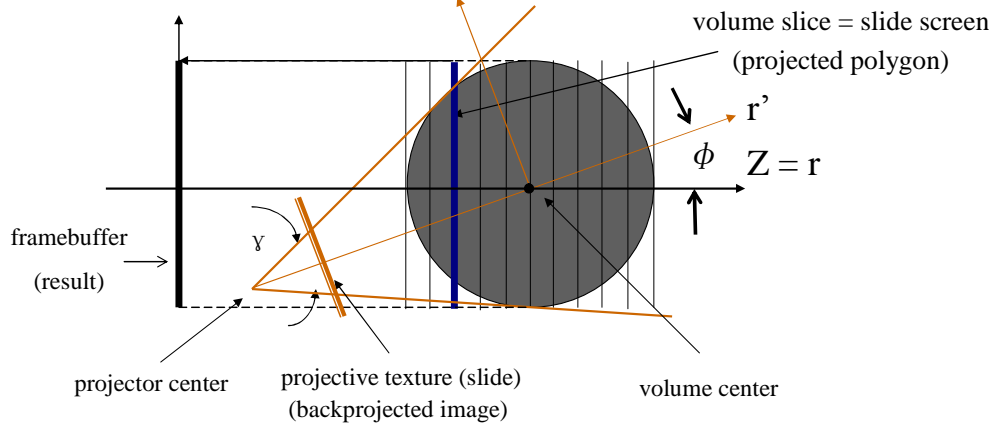 volume slice = slide screen
(projected polygon)
r’
ϕ
Z = r
framebuffer
(result)
γ
projector center
projective texture (slide)
(backprojected image)
volume center